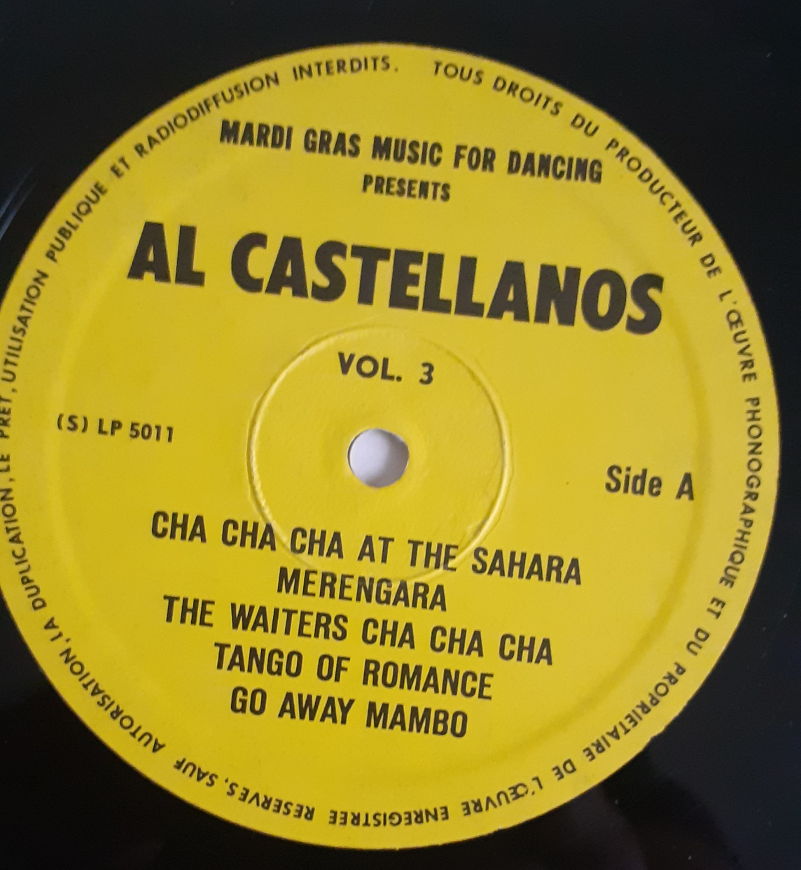 TOUS DROITS DU PRODUCTEUR DE L'ŒUVRE PHONOGRAPHIQUE ET DU PROPRIETAIRE DE L'ŒUVRE ENREGISTREE RESERVES, SAUF AUTORISATION, LA DUPLICATION, LE PRET, UTILISATION PUBLIQUE ET RADIODIFFUSION INTERDITS.
MARDI GRAS MUSIC FOR DANCING
PRESENTS
AL CASTELLANOS
VOL. 3
(S) LP 5011
Side A
CHA CHA CHA AT THE SAHARA
MERENGARA
THE WAITERS CHA CHA CHA
TANGO OF ROMANCE
GO AWAY MAMBO